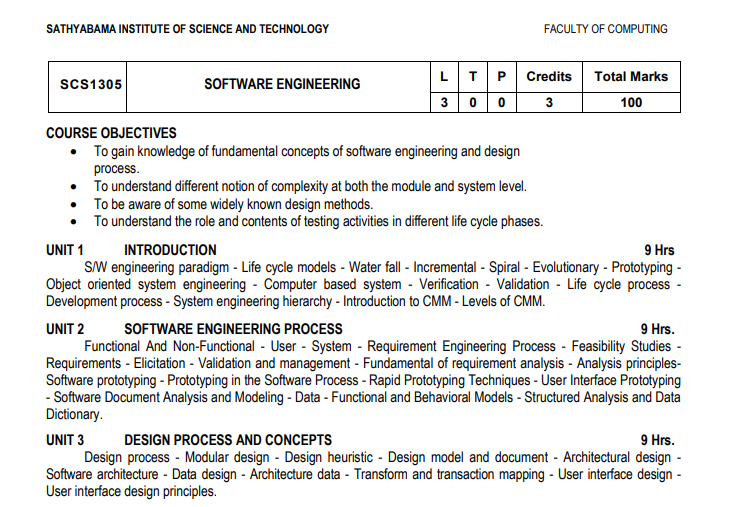 SATHYABAMA INSTITUTE OF SCIENCE AND TECHNOLOGY FACULTY OF COMPUTING
SCS1305 SOFTWARE ENGINEERING L T P Credits Total Marks
3 0 0 3 100
COURSE OBJECTIVES
• To gain knowledge of fundamental concepts of software engineering and design
process.
• To understand different notion of complexity at both the module and system level.
• To be aware of some widely known design methods.
• To understand the role and contents of testing activities in different life cycle phases.
UNIT 1 INTRODUCTION 9 Hrs
S/W engineering paradigm - Life cycle models - Water fall - Incremental - Spiral - Evolutionary - Prototyping -
Object oriented system engineering - Computer based system - Verification - Validation - Life cycle process -
Development process - System engineering hierarchy - Introduction to CMM - Levels of CMM.
UNIT 2 SOFTWARE ENGINEERING PROCESS 9 Hrs.
Functional And Non-Functional - User - System - Requirement Engineering Process - Feasibility Studies -
Requirements - Elicitation - Validation and management - Fundamental of requirement analysis - Analysis principles-
Software prototyping - Prototyping in the Software Process - Rapid Prototyping Techniques - User Interface Prototyping
- Software Document Analysis and Modeling - Data - Functional and Behavioral Models - Structured Analysis and Data
Dictionary.
UNIT 3 DESIGN PROCESS AND CONCEPTS 9 Hrs.
Design process - Modular design - Design heuristic - Design model and document - Architectural design -
Software architecture - Data design - Architecture data - Transform and transaction mapping - User interface design -
User interface design principles.